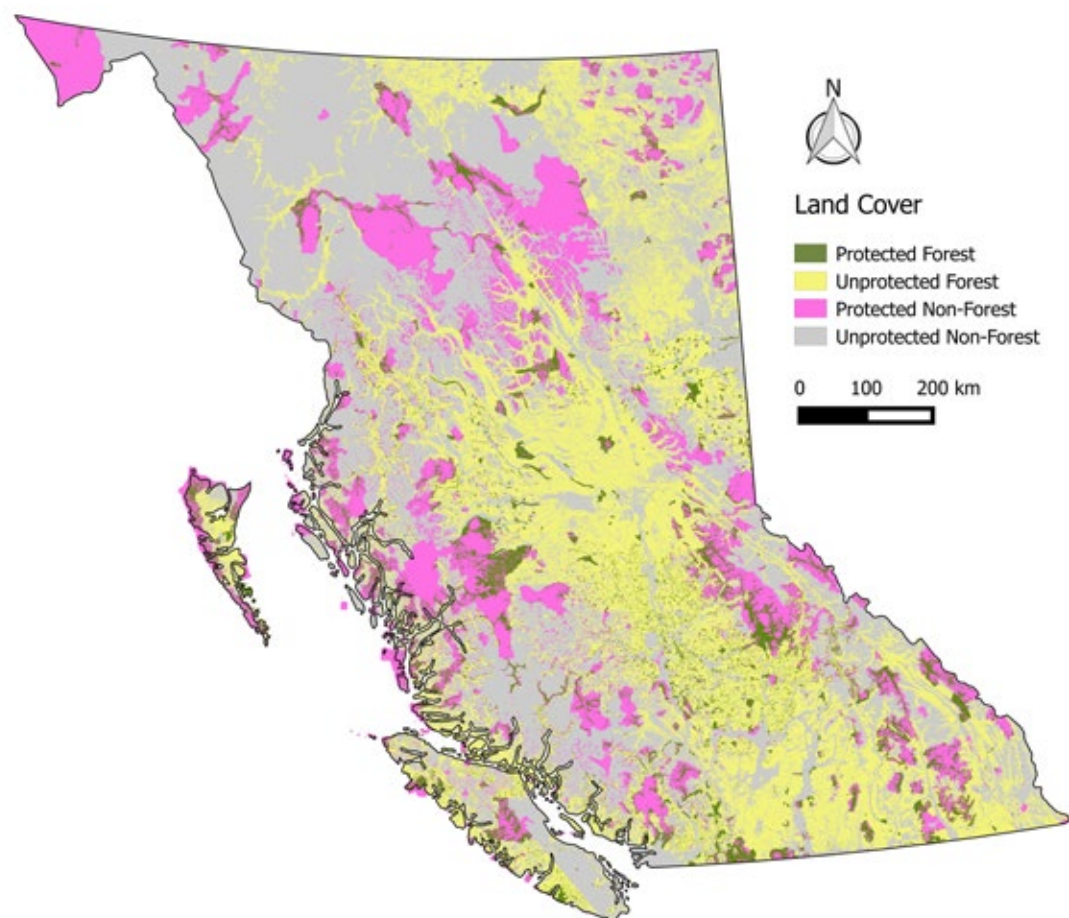 N
Land Cover
Protected Forest
Unprotected Forest
Protected Non-Forest
Unprotected Non-Forest
0 100 200 km